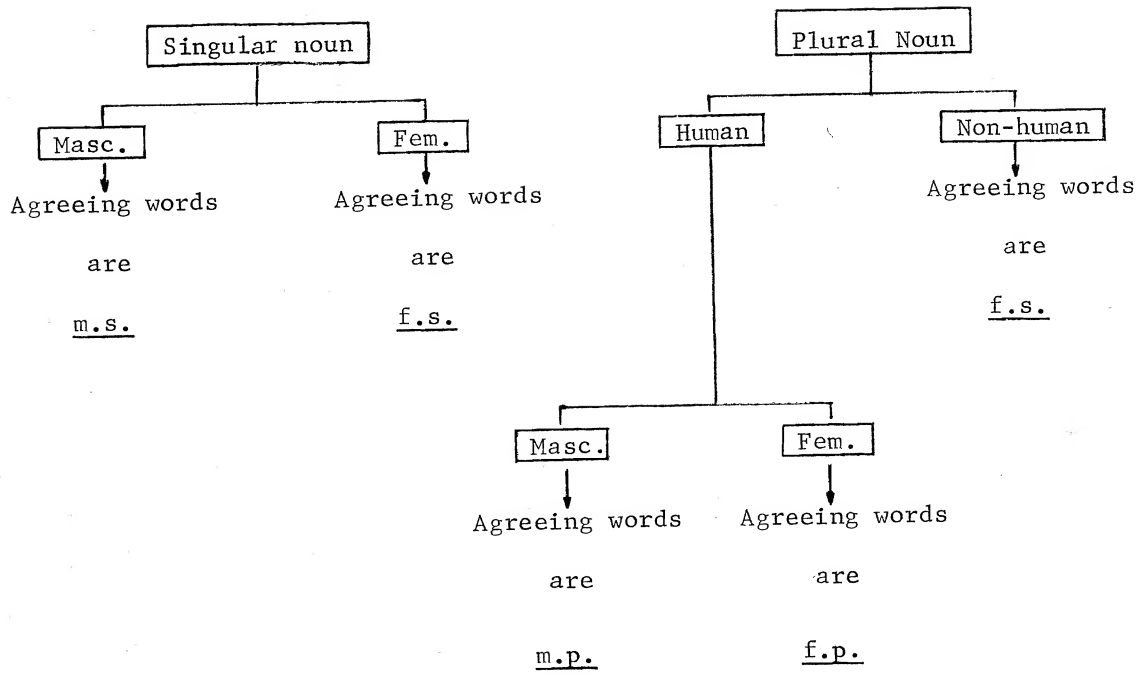 Singular noun
Masc.
Agreeing words
are
m.s.
Fem.
Agreeing words
are
f.s.
Plural Noun
Human
Masc.
Agreeing words
are
m.p.
Fem.
Agreeing words
are
f.p.
Non-human
Agreeing words
are
f.s.